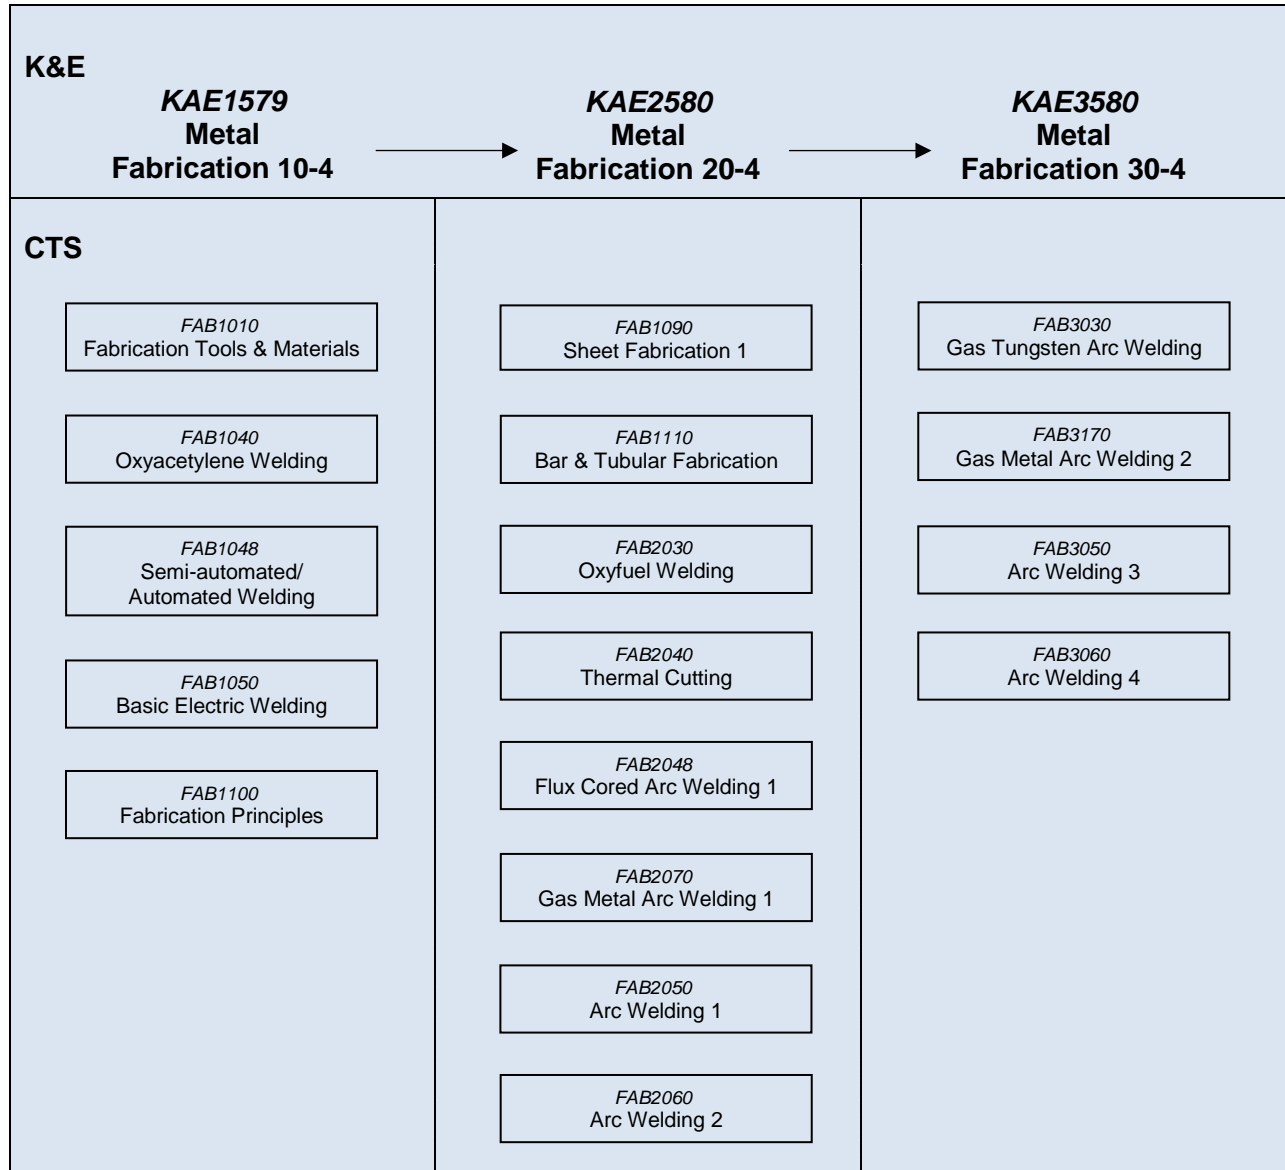 K&E
KAE1579
Metal
Fabrication 10-4
KAE2580
Metal
Fabrication 20-4
KAE3580
Metal
Fabrication 30-4
CTS
FAB1010
Fabrication Tools & Materials
FAB1040
Oxyacetylene Welding
FAB1048
Semi-automated/
Automated Welding
FAB1050
Basic Electric Welding
FAB1100
Fabrication Principles
FAB1090
Sheet Fabrication 1
FAB1110
Bar & Tubular Fabrication
FAB2030
Oxyfuel Welding
FAB2040
Thermal Cutting
FAB2048
Flux Cored Arc Welding 1
FAB2070
Gas Metal Arc Welding 1
FAB2050
Arc Welding 1
FAB2060
Arc Welding 2
FAB3030
Gas Tungsten Arc Welding
FAB3170
Gas Metal Arc Welding 2
FAB3050
Arc Welding 3
FAB3060
Arc Welding 4